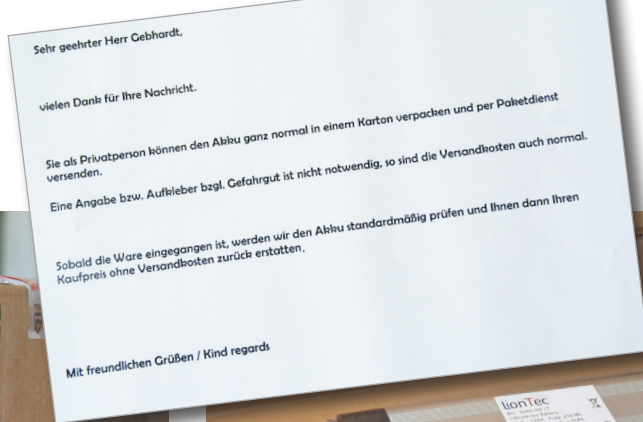 Sehr geehrter Herr Gebhardt,
vielen Dank für Ihre Nachricht.
Sie als Privatperson können den Akku ganz normal in einem Karton verpacken und per Paketdienst
versenden.
Eine Angabe bzw. Aufkleber bzgl. Gefahrgut ist nicht notwendig, so sind die Versandkosten auch normal.
Sobald die Ware eingegangen ist, werden wir den Akku standardmäßig prüfen und Ihnen dann Ihren
Kaufpreis ohne Versandkosten zurück erstatten.
Mit freundlichen Grüßen / Kind regards
lionTec